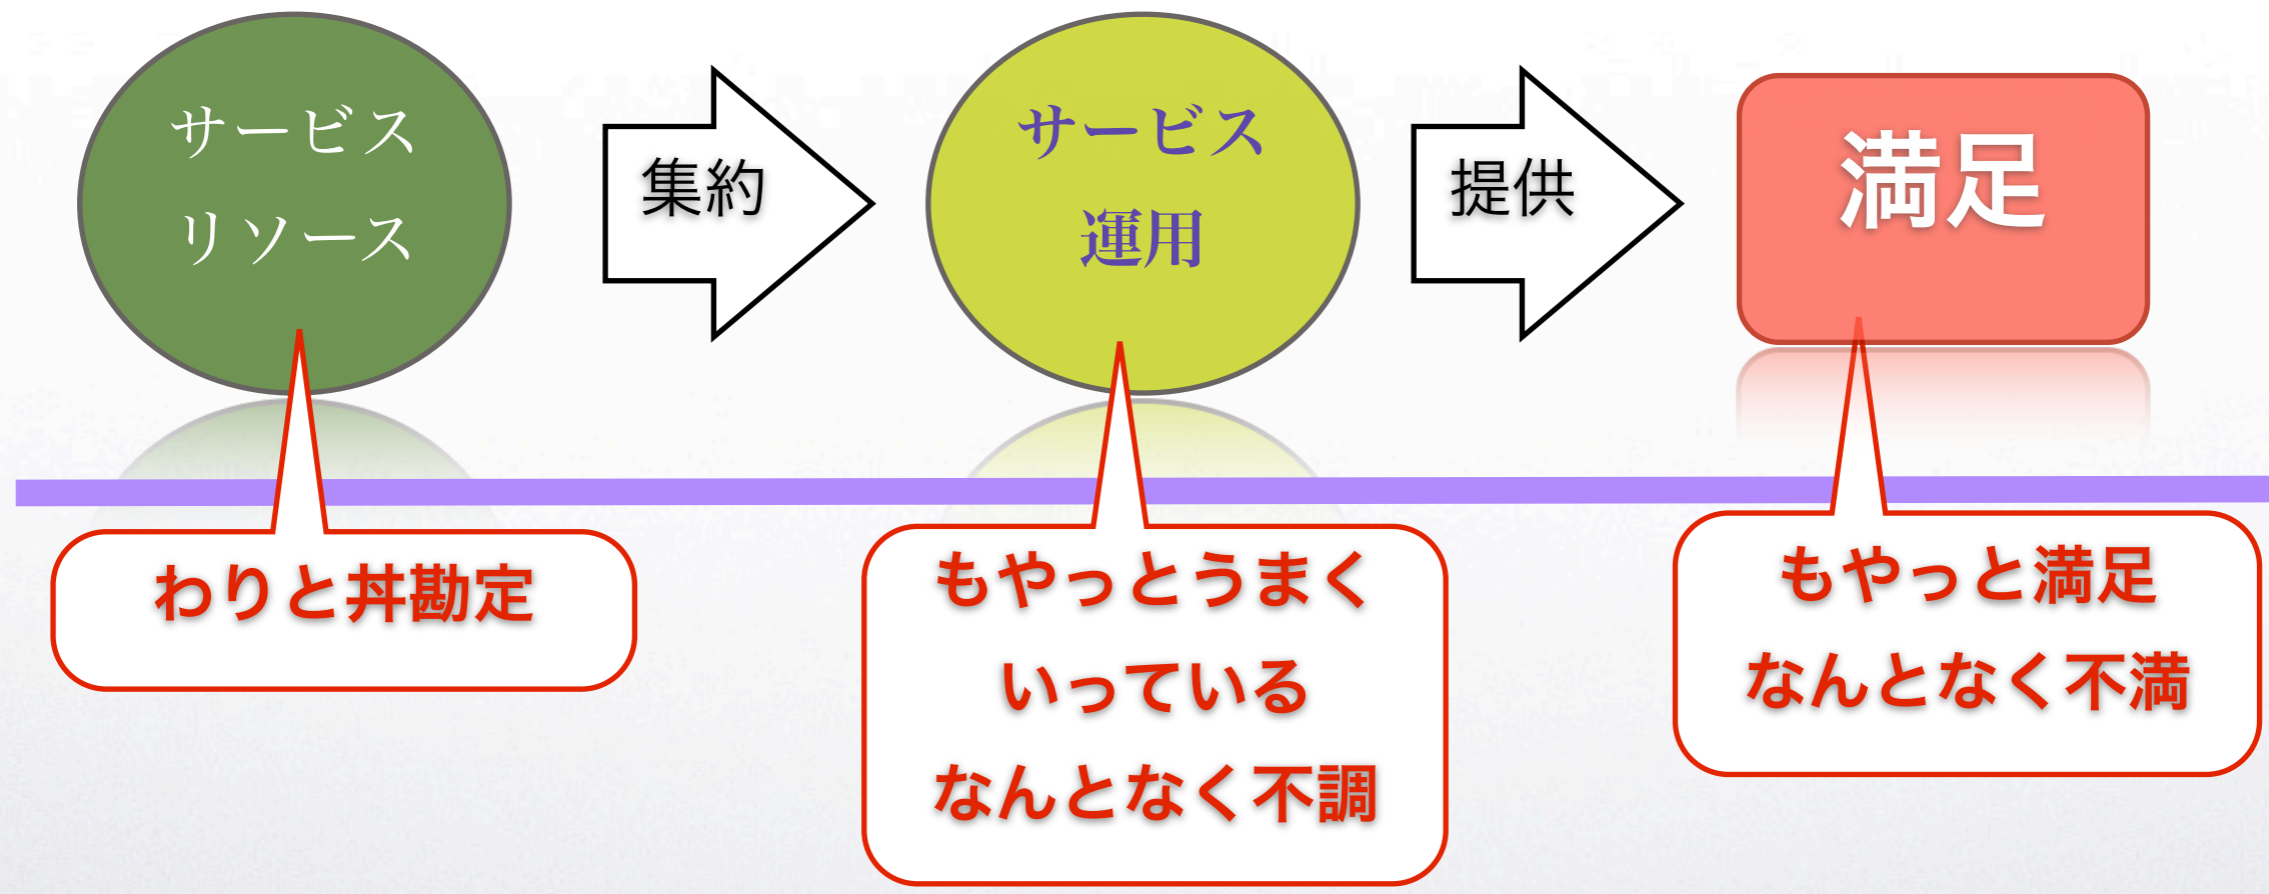 サービス
リソース
集約
サービス
運用
提供
満足
わりと丼勘定
もやっとうまく
いっている
なんとなく不調
もやっと満足
なんとなく不満